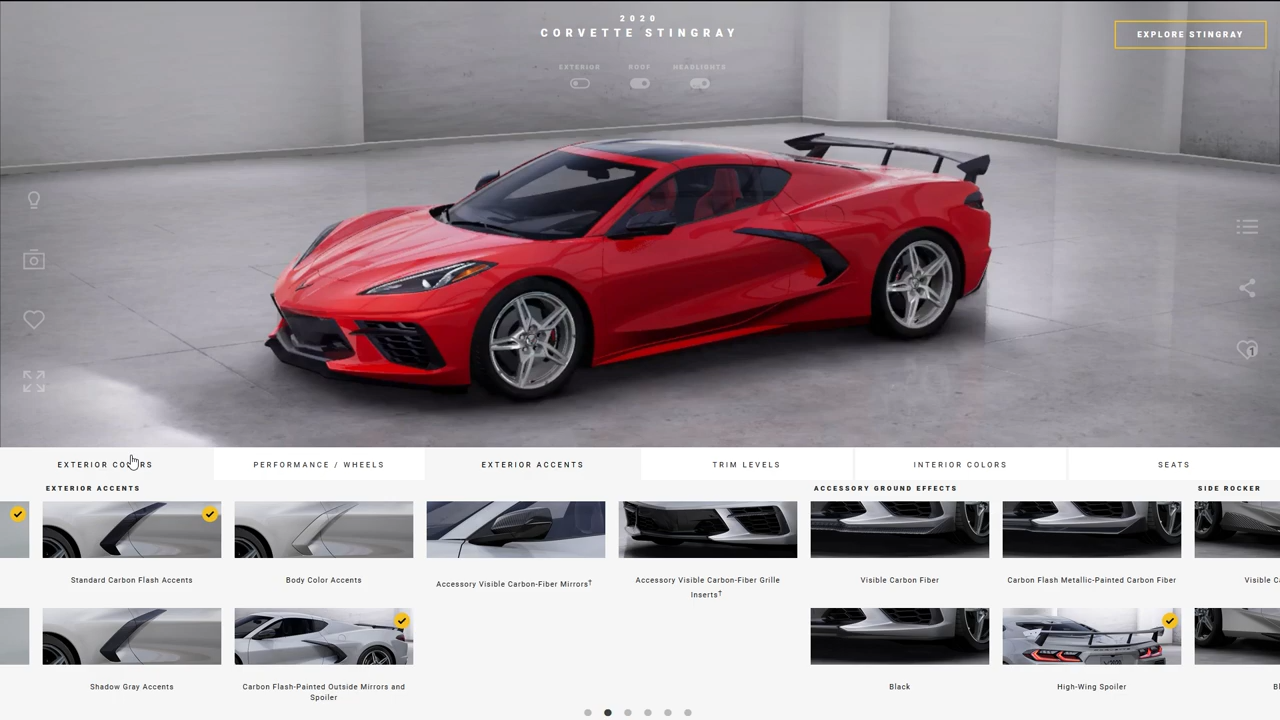 2020
CORVETTE STINGRAY
EXPLORE STINGRAY
EXTERIOR ROOF HEADLIGHTS
1
EXTERIOR COLORS PERFORMANCE / WHEELS EXTERIOR ACCENTS TRIM LEVELS INTERIOR COLORS SEATS
EXTERIOR ACCENTS ACCESSORY GROUND EFFECTS SIDE ROCKER
Standard Carbon Flash Accents
Body Color Accents
Accessory Visible Carbon-Fiber Mirrors†
Accessory Visible Carbon-Fiber Grille
Inserts†
Visible Carbon Fiber
Carbon Flash Metallic-Painted Carbon Fiber
Shadow Gray Accents
Carbon Flash-Painted Outside Mirrors and
Spoiler
Black
High-Wing Spoiler